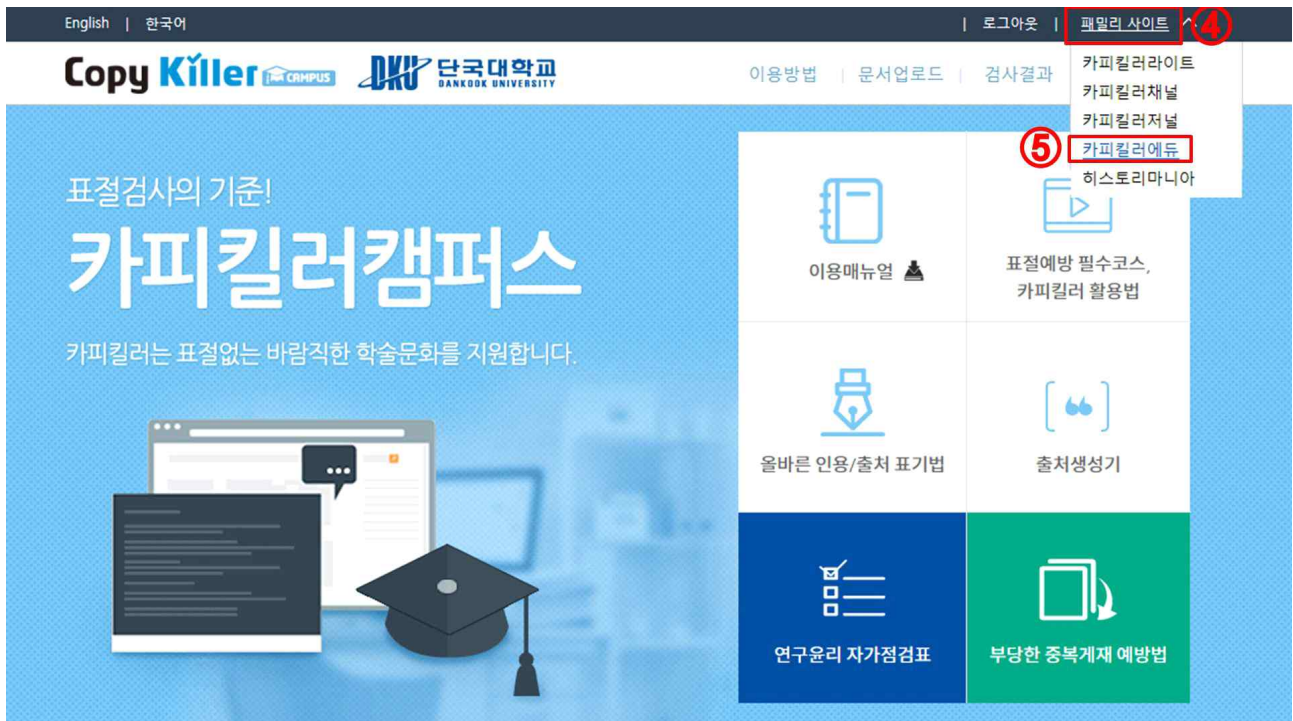 English | 한국어 | 로그아웃 | 패밀리 사이트 ④
Copy Killer CAMPUS DKU 단국대학교
DANKOOK UNIVERSITY
이용방법 | 문서업로드 | 검사결과
카피킬러라이트
카피킬러채널
카피킬러저널
⑤ 카피킬러에듀
히스토리마니아
표절검사의 기준!
카피킬러캠퍼스
카피킬러는 표절없는 바람직한 학술문화를 지원합니다.
이용매뉴얼
표절예방 필수코스,
카피킬러 활용법
올바른 인용/출처 표기법
출처생성기
연구윤리 자가점검표
부당한 중복게재 예방법